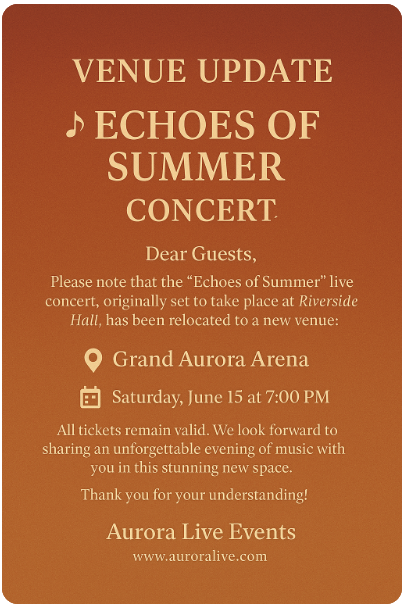 VENUE UPDATE
♪ ECHOES OF
SUMMER
CONCERT
Dear Guests,
Please note that the “Echoes of Summer” live
concert, originally set to take place at Riverside
Hall, has been relocated to a new venue:
Grand Aurora Arena
Saturday, June 15 at 7:00 PM
All tickets remain valid. We look forward to
sharing an unforgettable evening of music with
you in this stunning new space.
Thank you for your understanding!
Aurora Live Events
www.auroralive.com